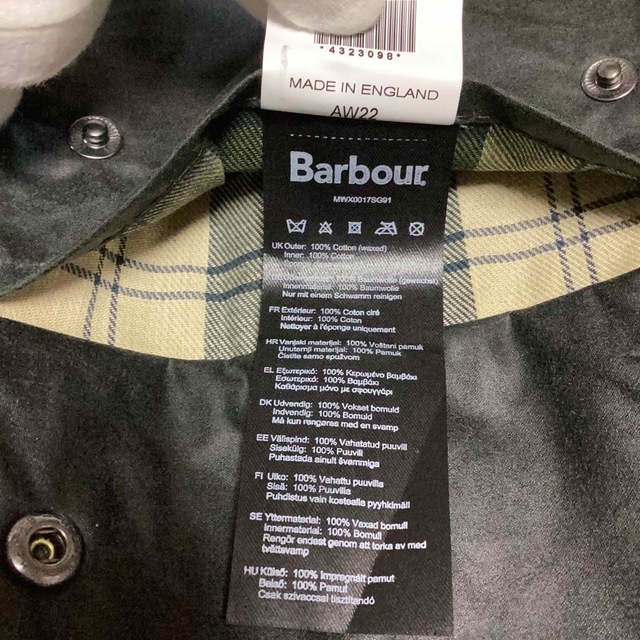 *4323098*
MADE IN ENGLAND
AW22
Barbour
MWX0017SG91
UK Outer: 100% Cotton (waxed)
Inner: 100% Cotton
Innenmaterial: 100% Baumwolle
Nur mit einem Schwamm reinigen
FR Extérieur: 100% Coton ciré
Intérieur: 100% Coton
Nettoyer à l'éponge uniquement
HR Vanjski materijal: 100% Voštani pamuk
Unutarnji materijal: 100% Pamuk
Čistite samo spužvom
EL Εξωτερικό: 100% Κερωμένο βαμβάκι
Εσωτερικό: 100% Βαμβάκι
Καθάρισμα μόνο με σφουγγάρι
DK Udvendig: 100% Vokset bomuld
Indvendig: 100% Bomuld
Må kun rengøres med en svamp
EE Välispind: 100% Vahatatud puuvill
Sisekülg: 100% Puuvill
Puhastada ainult švammiga
FI Ulko: 100% Vahattu puuvilla
Sisä: 100% Puuvilla
Puhdistus vain kostealla pyyhkimällä
SE Yttermaterial: 100% Vaxad bomull
Innermaterial: 100% Bomull
Rengör endast genom att torka av med
tvättsvamp
HU Külső: 100% Impregnált pamut
Belső: 100% Pamut
Csak szivaccsal tisztítandó